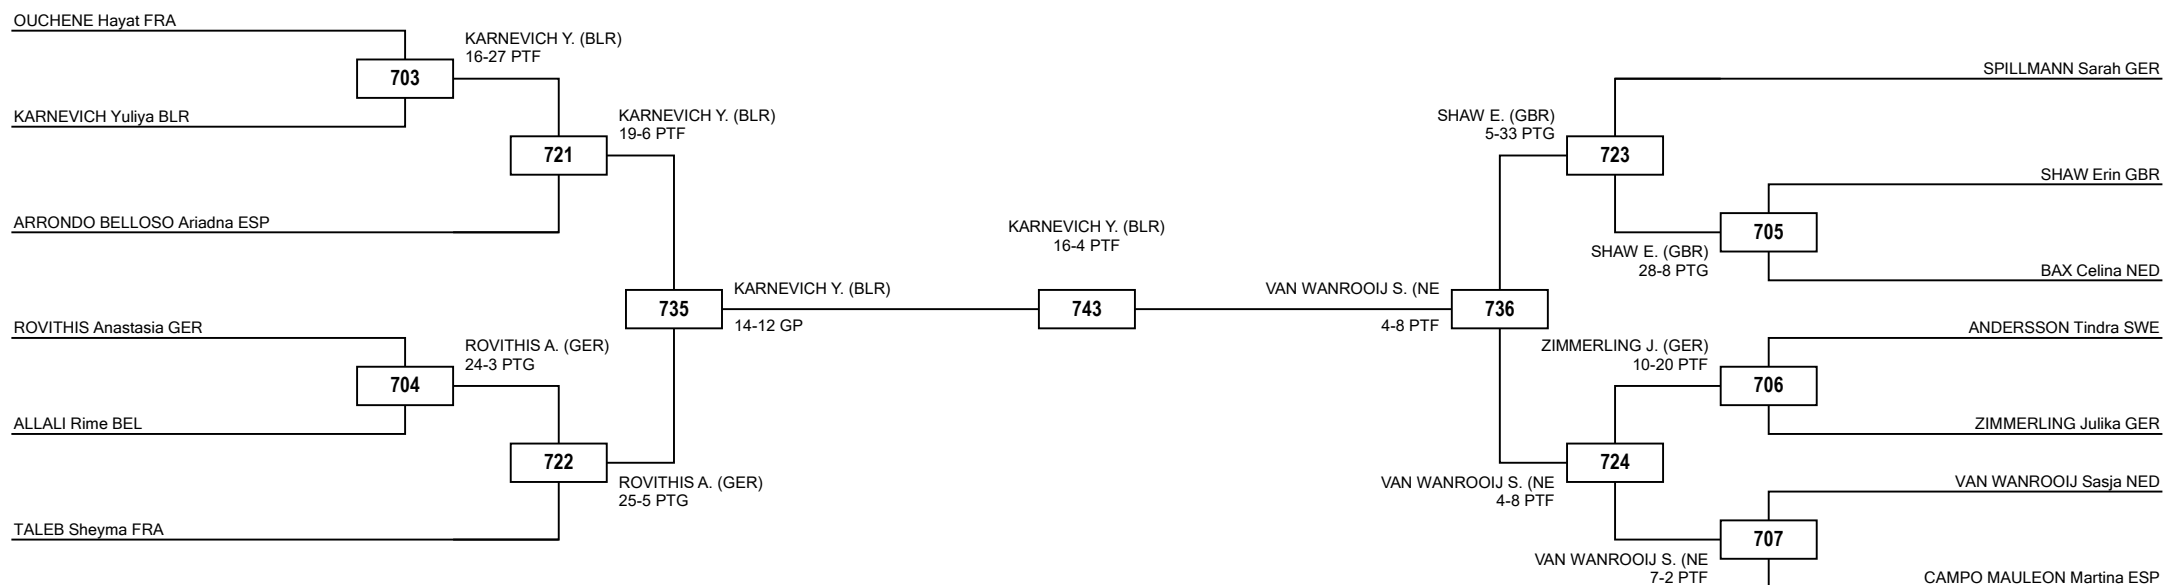 OUCHENE Hayat FRA
KARNEVICH Y. (BLR)
16-27 PTF
703
KARNEVICH Yuliya BLR
KARNEVICH Y. (BLR)
19-6 PTF
721
ARRONDO BELLOSO Ariadna ESP
KARNEVICH Y. (BLR)
14-12 GP
735
ROVITHIS Anastasia GER
ROVITHIS A. (GER)
24-3 PTG
704
ALLALI Rime BEL
722
ROVITHIS A. (GER)
25-5 PTG
TALEB Sheyma FRA
KARNEVICH Y. (BLR)
16-4 PTF
743
SPILLMANN Sarah GER
SHAW E. (GBR)
5-33 PTG
723
SHAW Erin GBR
705
SHAW E. (GBR)
28-8 PTG
BAX Celina NED
VAN WANROOIJ S. (NE
4-8 PTF
736
ANDERSSON Tindra SWE
ZIMMERLING J. (GER)
10-20 PTF
706
ZIMMERLING Julika GER
724
VAN WANROOIJ S. (NE
4-8 PTF
VAN WANROOIJ Sasja NED
707
VAN WANROOIJ S. (NE
7-2 PTF
CAMPO MAULEON Martina ESP